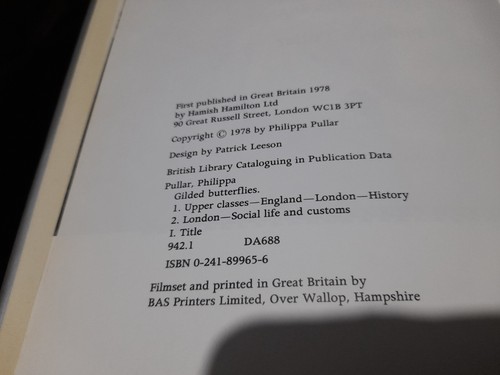 First published in Great Britain 1978
by Hamish Hamilton Ltd
90 Great Russell Street, London WC1B 3PT
Copyright © 1978 by Philippa Pullar
Design by Patrick Leeson
British Library Cataloguing in Publication Data
Pullar, Philippa
Gilded butterflies.
1. Upper classes—England—London—History
2. London—Social life and customs
I. Title
942.1 DA688
ISBN 0-241-89965-6
Filmset and printed in Great Britain by
BAS Printers Limited, Over Wallop, Hampshire